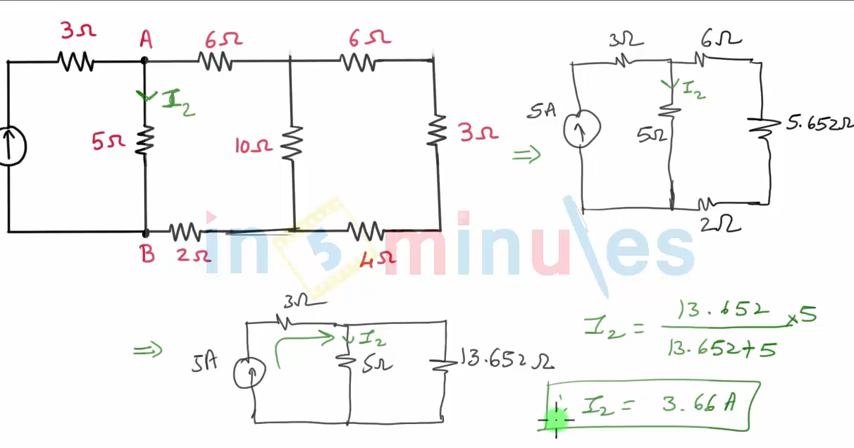 3Ω A 6Ω 6Ω
I₂
5Ω 10Ω 3Ω
B 2Ω 4Ω
⇒
3Ω 6Ω
5A I₂ 5Ω 5.652Ω
2Ω
in 5 minutes
⇒ 3Ω
5A I₂ 5Ω 13.652Ω
I₂ = 13.652 / 13.652+5 ×5
∴ I₂ = 3.66 A